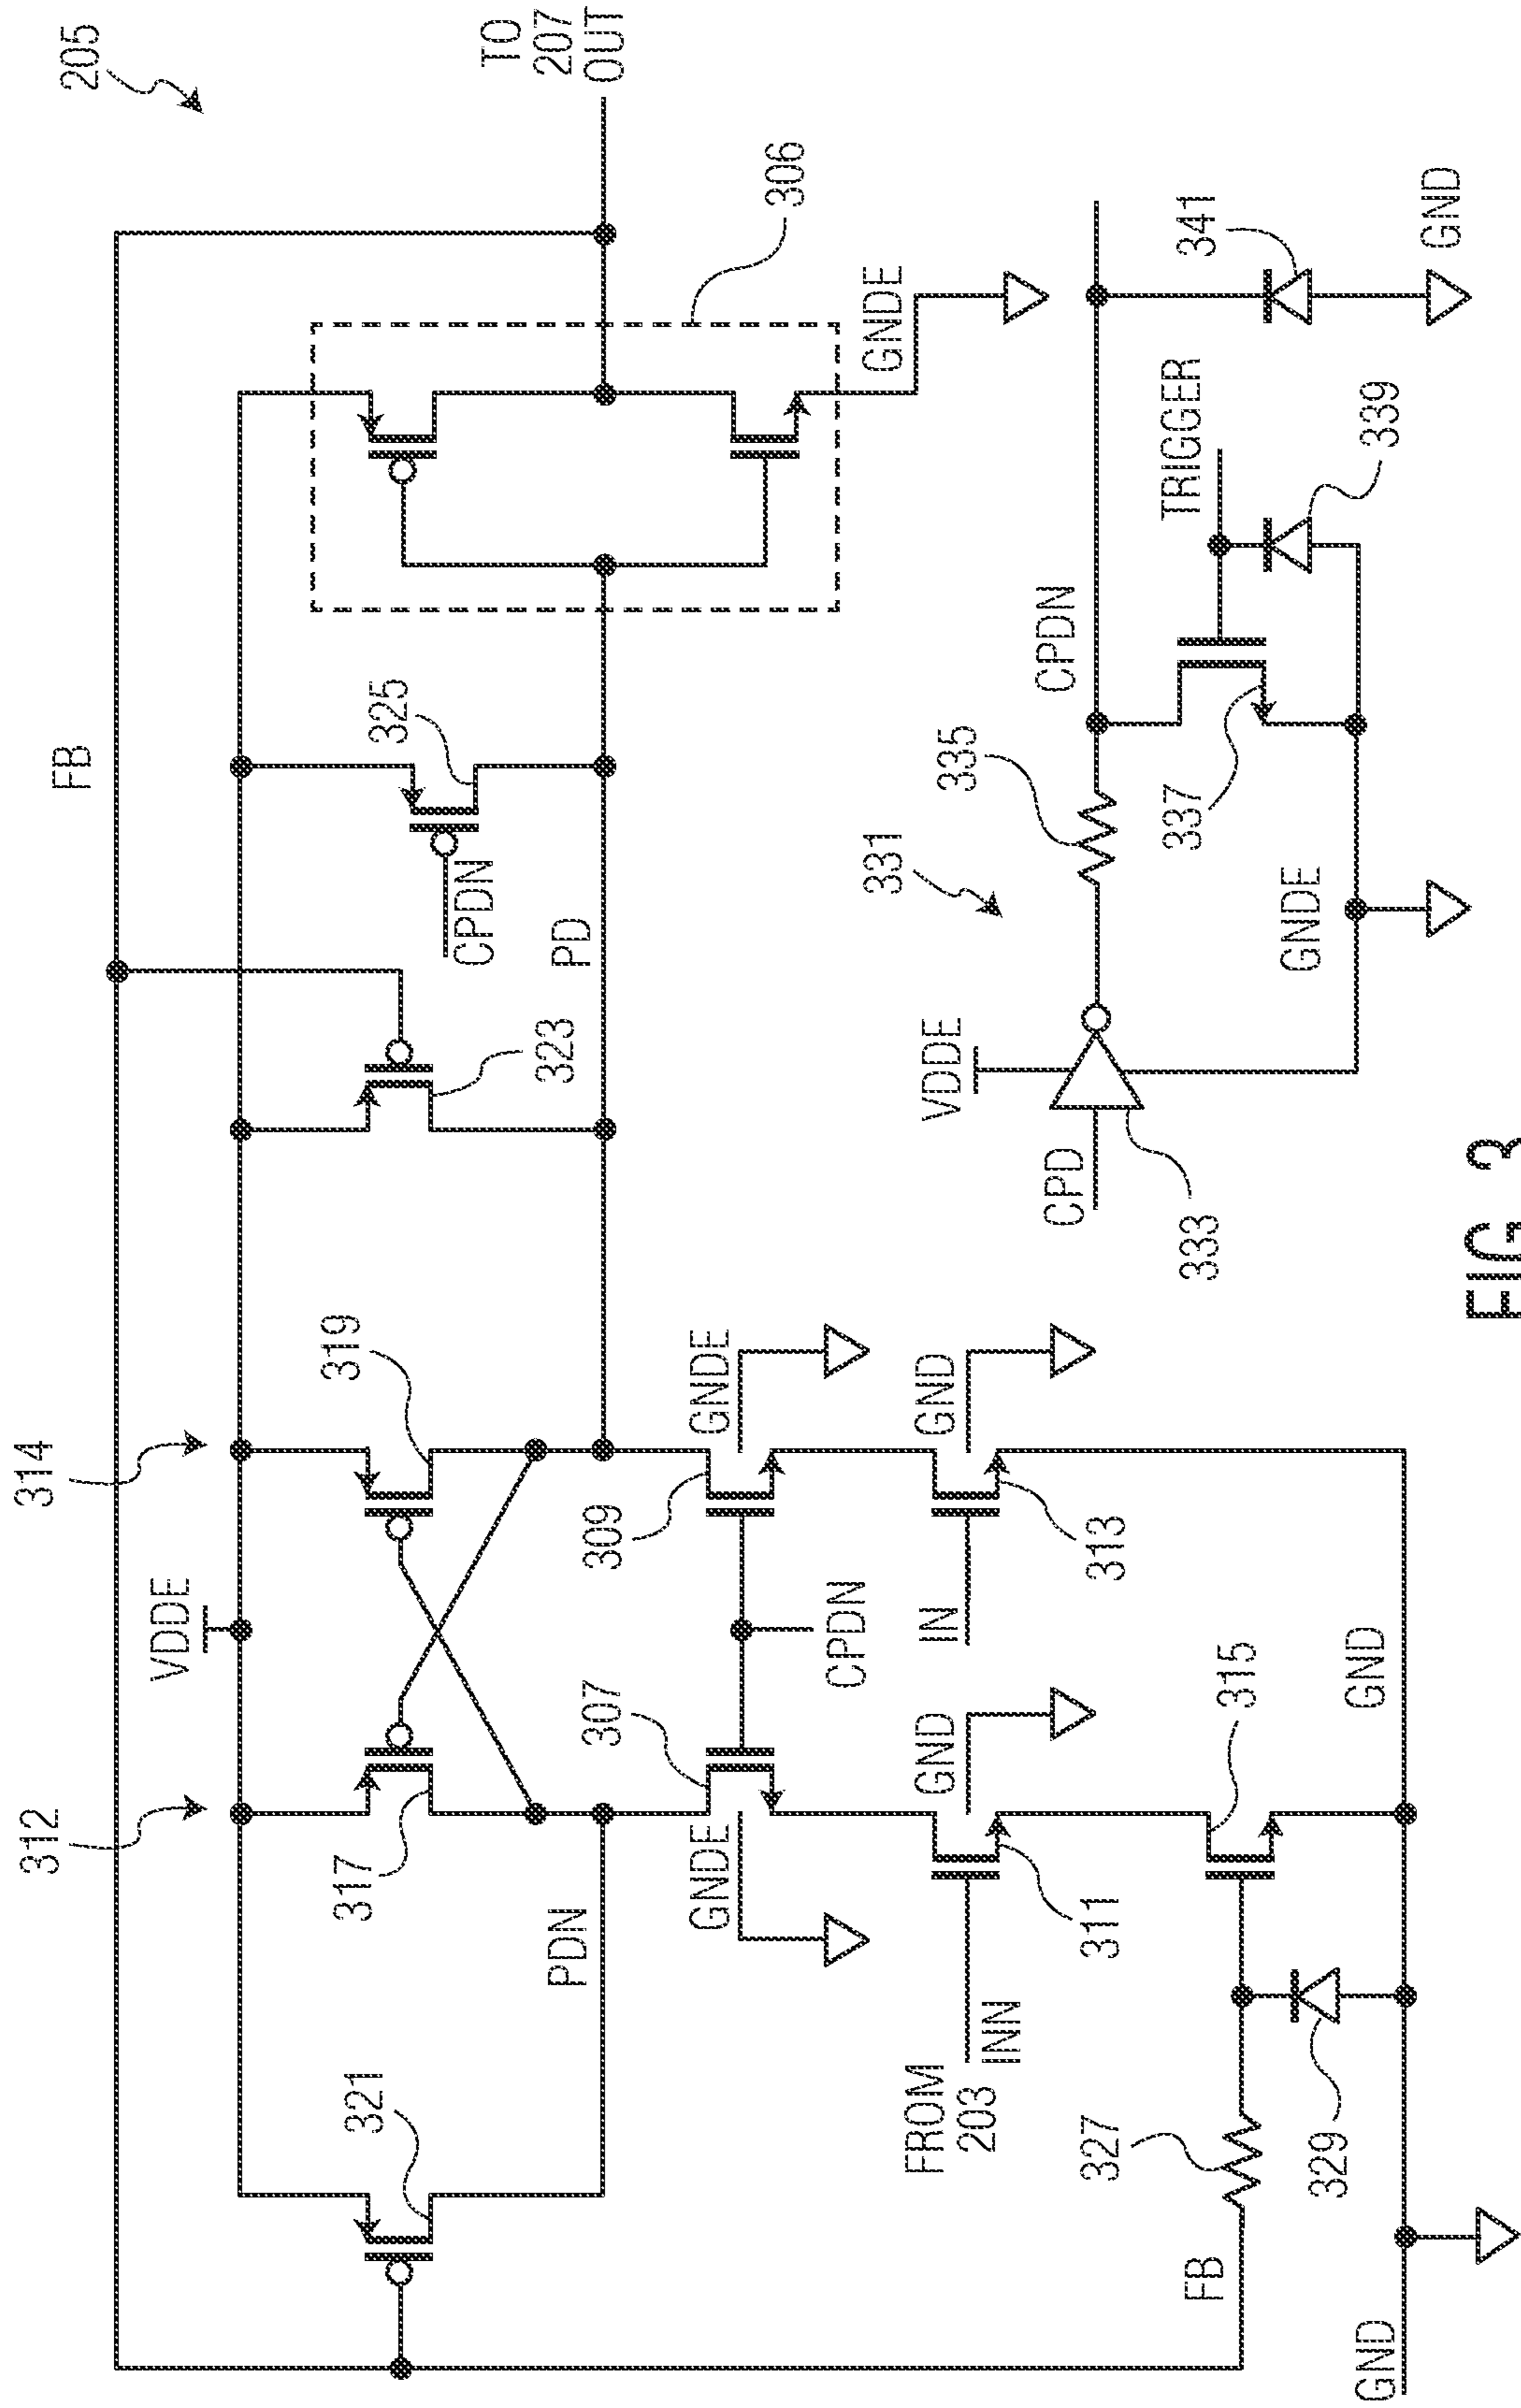 205
FB
TO
207
OUT
314
312
VDDE
319
317
321
323
325
CPDN
306
PDN
PD
307
309
GNDE
GNDE
GNDE
CPDN
FROM
203
INN
IN
GND
GND
311
313
315
327
329
FB
GND
GND
331
VDDE
CPD
333
335
CPDN
337
TRIGGER
339
341
GNDE
GND
FIG. 3